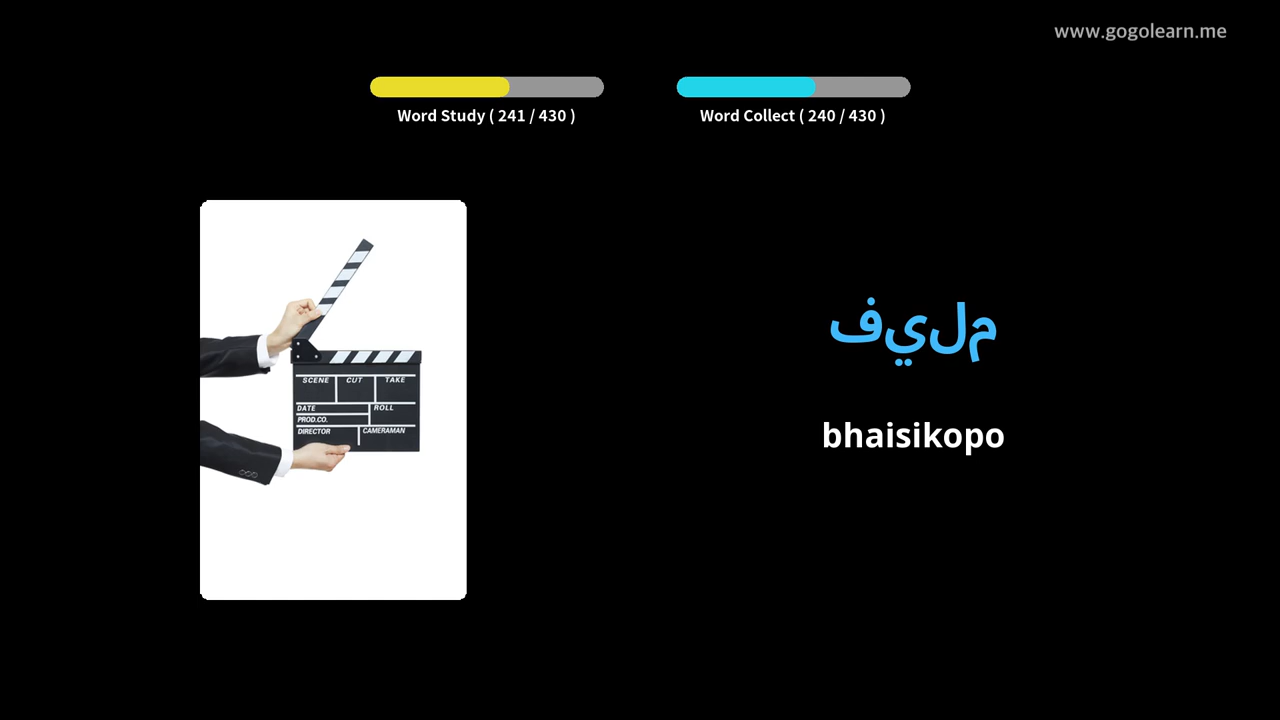 www.gogolearn.me
Word Study ( 241 / 430 )
Word Collect ( 240 / 430 )
فيلم
bhaisikopo
SCENE CUT TAKE
DATE ROLL
PROD.CO.
DIRECTOR CAMERAMAN